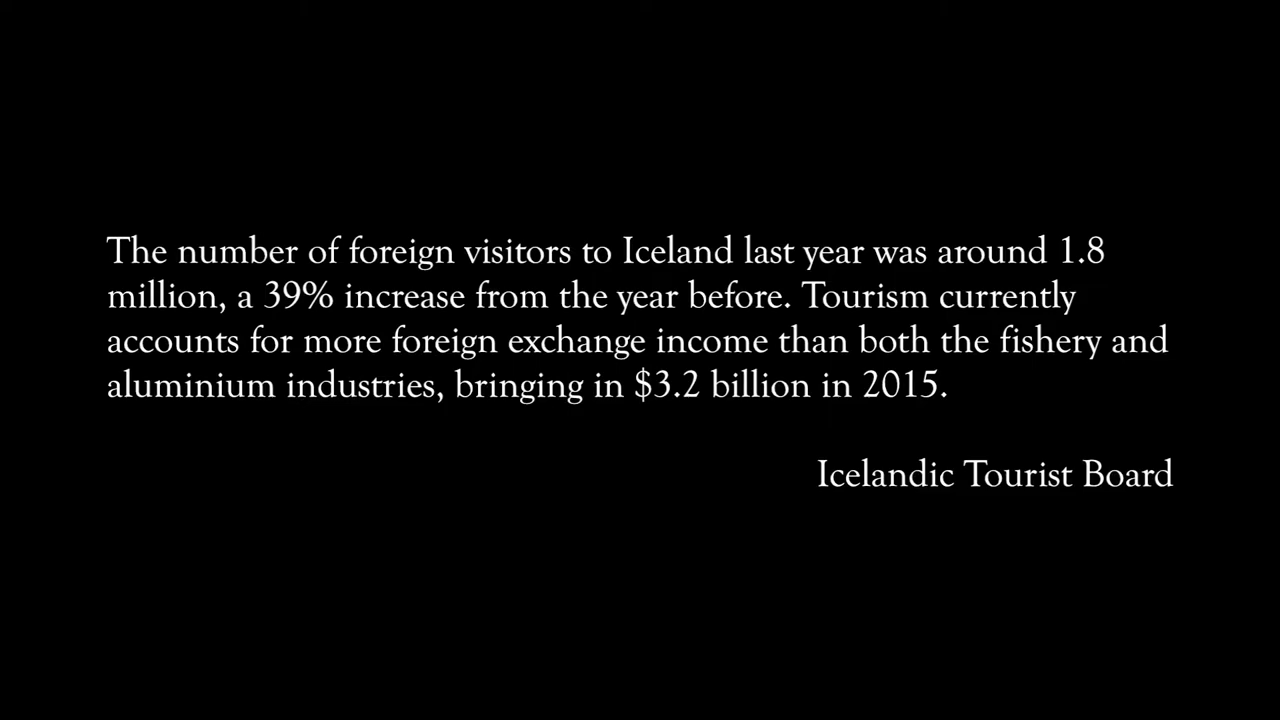 The number of foreign visitors to Iceland last year was around 1.8
million, a 39% increase from the year before. Tourism currently
accounts for more foreign exchange income than both the fishery and
aluminium industries, bringing in $3.2 billion in 2015.
Icelandic Tourist Board